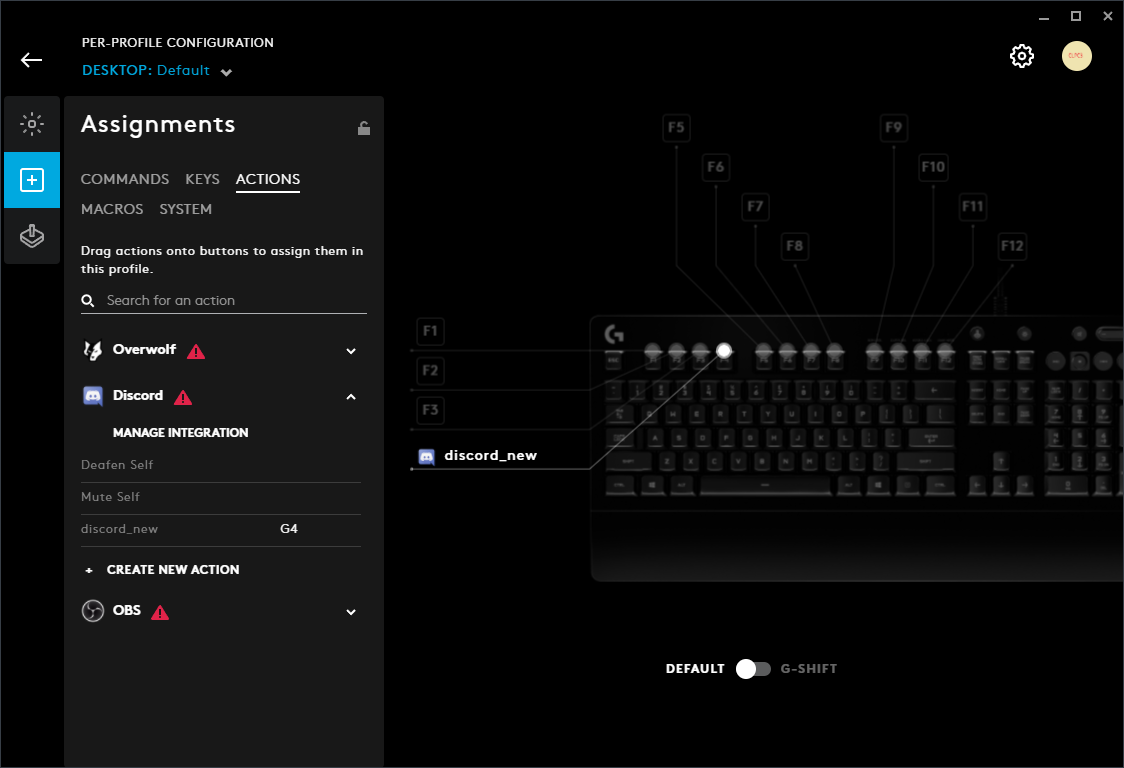 PER-PROFILE CONFIGURATION
DESKTOP: Default
Assignments
COMMANDS KEYS ACTIONS
MACROS SYSTEM
Drag actions onto buttons to assign them in
this profile.
Search for an action
Overwolf
Discord
MANAGE INTEGRATION
Deafen Self
Mute Self
discord_new G4
+ CREATE NEW ACTION
OBS
F5
F9
F6
F10
F7
F11
F8
F12
F1
F2
F3
discord_new
DEFAULT G-SHIFT